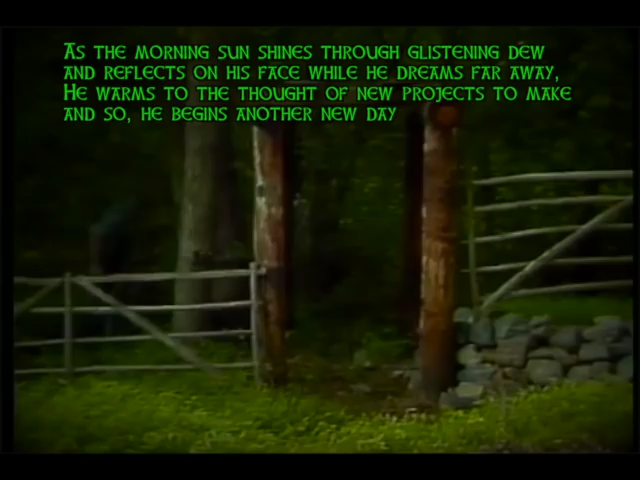 As the morning sun shines through glistening dew
and reflects on his face while he dreams far away,
He warms to the thought of new projects to make
and so, he begins another new day